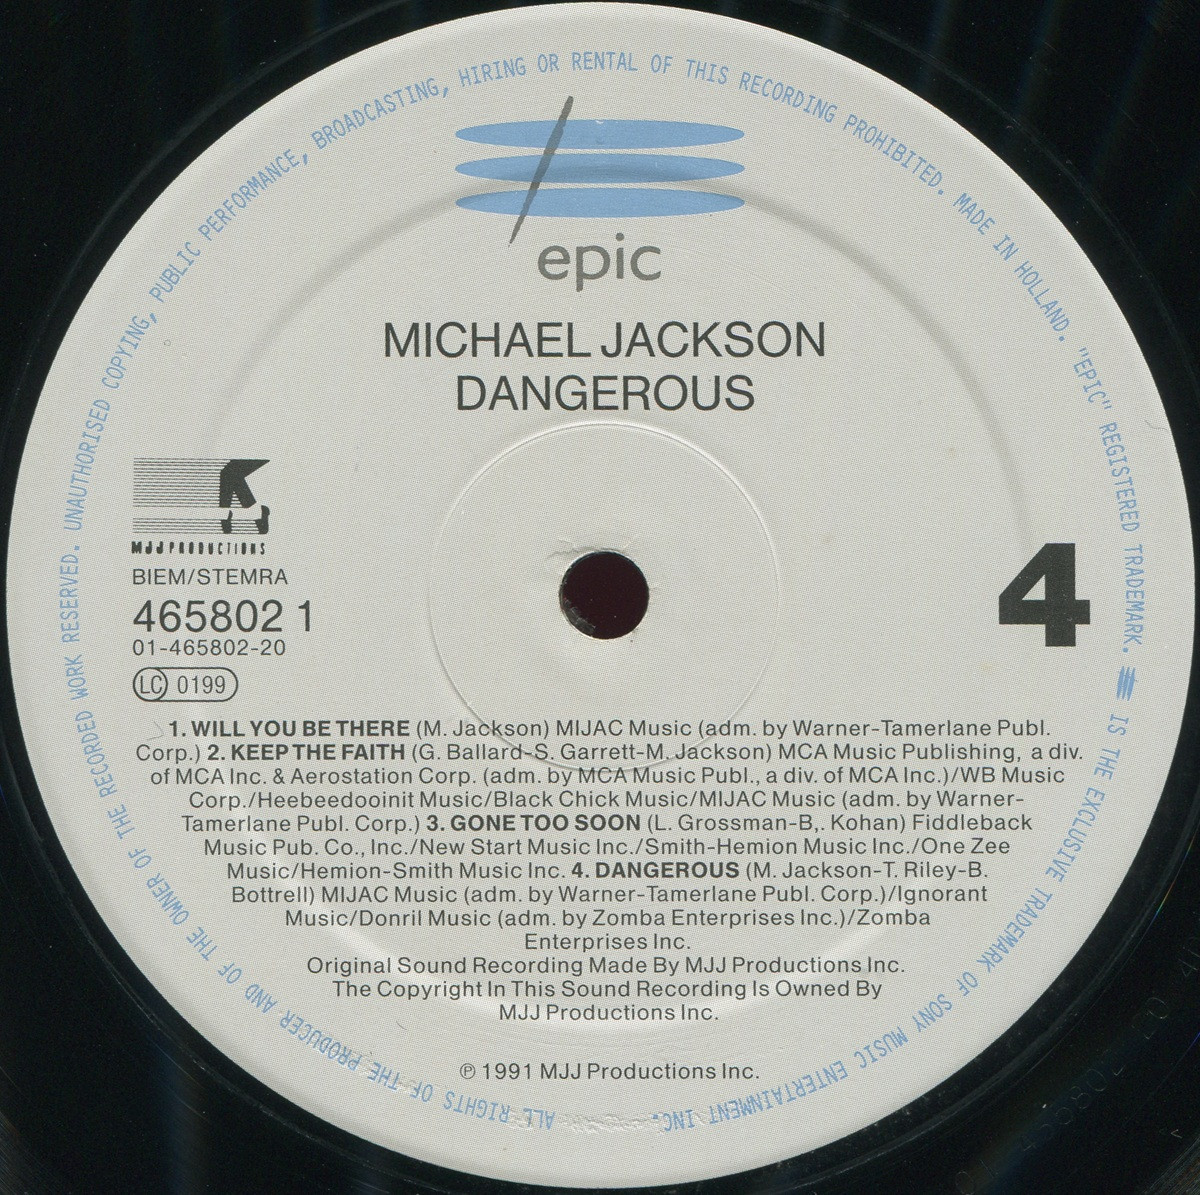 epic
MICHAEL JACKSON
DANGEROUS
MJJ PRODUCTIONS
BIEM/STEMRA
465802 1
01-465802-20
LC 0199
4
1. WILL YOU BE THERE (M. Jackson) MIJAC Music (adm. by Warner-Tamerlane Publ.
Corp.) 2. KEEP THE FAITH (G. Ballard-S. Garrett-M. Jackson) MCA Music Publishing, a div.
of MCA Inc. & Aerostation Corp. (adm. by MCA Music Publ., a div. of MCA Inc.)/WB Music
Corp./Heebeedooinit Music/Black Chick Music/MIJAC Music (adm. by Warner-
Tamerlane Publ. Corp.) 3. GONE TOO SOON (L. Grossman-B,. Kohan) Fiddleback
Music Pub. Co., Inc./New Start Music Inc./Smith-Hemion Music Inc./One Zee
Music/Hemion-Smith Music Inc. 4. DANGEROUS (M. Jackson-T. Riley-B.
Bottrell) MIJAC Music (adm. by Warner-Tamerlane Publ. Corp.)/Ignorant
Music/Donril Music (adm. by Zomba Enterprises Inc.)/Zomba
Enterprises Inc.
Original Sound Recording Made By MJJ Productions Inc.
The Copyright In This Sound Recording Is Owned By
MJJ Productions Inc.
℗ 1991 MJJ Productions Inc.
ALL RIGHTS OF THE PRODUCER AND OF THE OWNER OF THE RECORDED WORK RESERVED. UNAUTHORISED COPYING, PUBLIC PERFORMANCE, BROADCASTING, HIRING OR RENTAL OF THIS RECORDING PROHIBITED. MADE IN HOLLAND. "EPIC" REGISTERED TRADEMARK. IS THE EXCLUSIVE TRADEMARK OF SONY MUSIC ENTERTAINMENT INC.